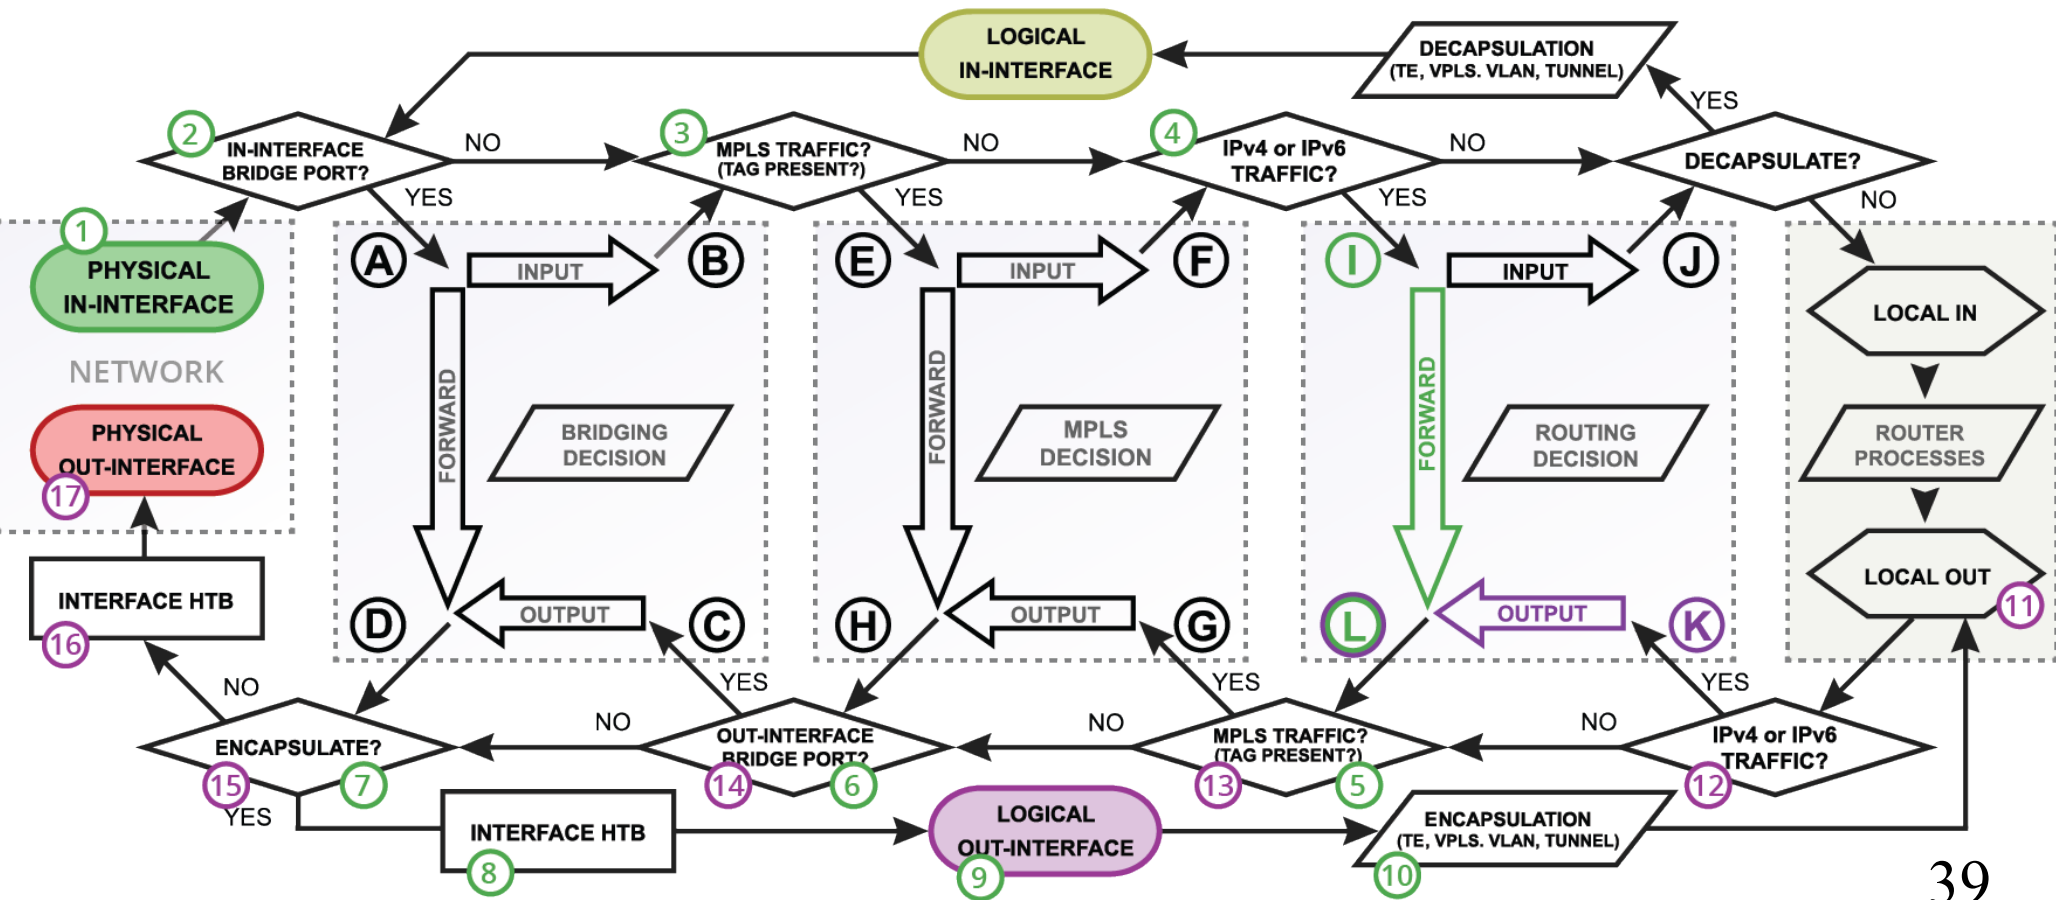 LOGICAL
IN-INTERFACE
DECAPSULATION
(TE, VPLS. VLAN, TUNNEL)
YES
2
IN-INTERFACE
BRIDGE PORT?
NO
3
MPLS TRAFFIC?
(TAG PRESENT?)
NO
4
IPv4 or IPv6
TRAFFIC?
NO
DECAPSULATE?
YES
YES
YES
NO
1
PHYSICAL
IN-INTERFACE
NETWORK
PHYSICAL
OUT-INTERFACE
17
INTERFACE HTB
16
A
INPUT
B
FORWARD
BRIDGING
DECISION
D
OUTPUT
C
E
INPUT
F
FORWARD
MPLS
DECISION
H
OUTPUT
G
I
INPUT
J
FORWARD
ROUTING
DECISION
L
OUTPUT
K
LOCAL IN
ROUTER
PROCESSES
LOCAL OUT
11
NO
YES
YES
YES
ENCAPSULATE?
15
7
NO
OUT-INTERFACE
BRIDGE PORT?
14
6
NO
MPLS TRAFFIC?
(TAG PRESENT?)
13
5
NO
IPv4 or IPv6
TRAFFIC?
12
YES
INTERFACE HTB
8
LOGICAL
OUT-INTERFACE
9
ENCAPSULATION
(TE, VPLS. VLAN, TUNNEL)
10
39